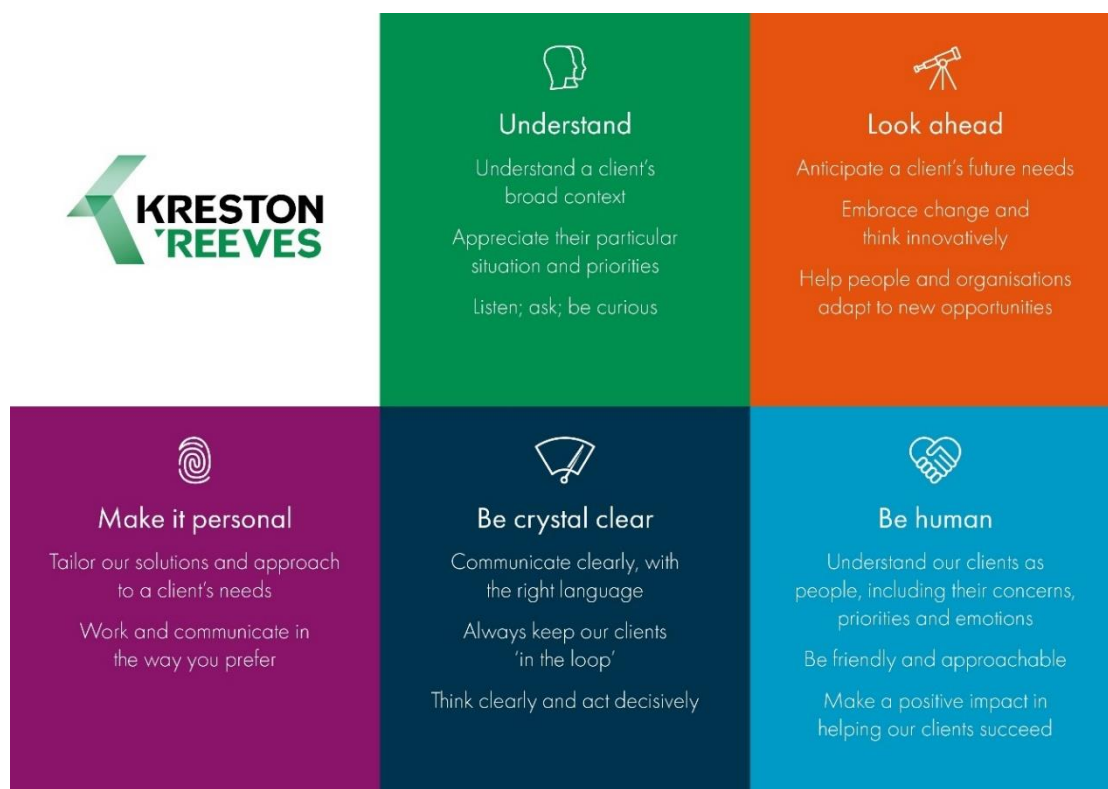 KRESTON
REEVES
Understand
Understand a client's
broad context
Appreciate their particular
situation and priorities
Listen; ask; be curious
Look ahead
Anticipate a client's future needs
Embrace change and
think innovatively
Help people and organisations
adapt to new opportunities
Make it personal
Tailor our solutions and approach
to a client's needs
Work and communicate in
the way you prefer
Be crystal clear
Communicate clearly, with
the right language
Always keep our clients
'in the loop'
Think clearly and act decisively
Be human
Understand our clients as
people, including their concerns,
priorities and emotions
Be friendly and approachable
Make a positive impact in
helping our clients succeed